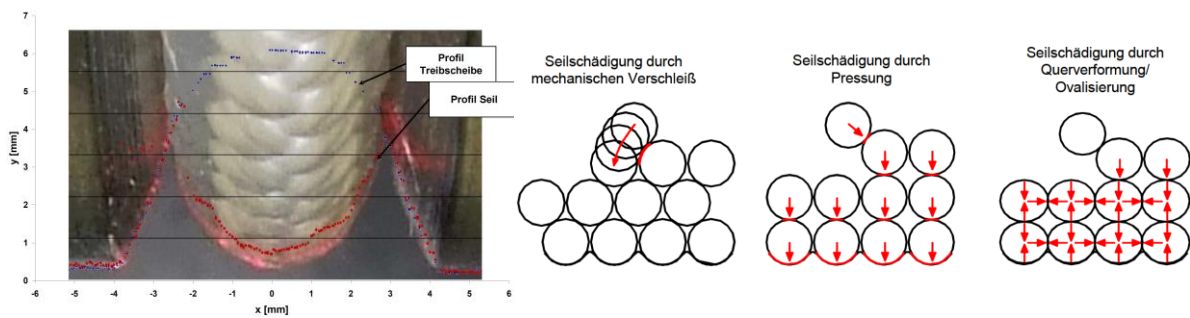 7
6
5
4
3
2
1
0
y [mm]
-6
-5
-4
-3
-2
-1
0
1
2
3
4
5
6
x [mm]
Profil
Treibscheibe
Profil Seil
Seilschädigung durch
mechanischen Verschleiß
Seilschädigung durch
Pressung
Seilschädigung durch
Querverformung/
Ovalisierung